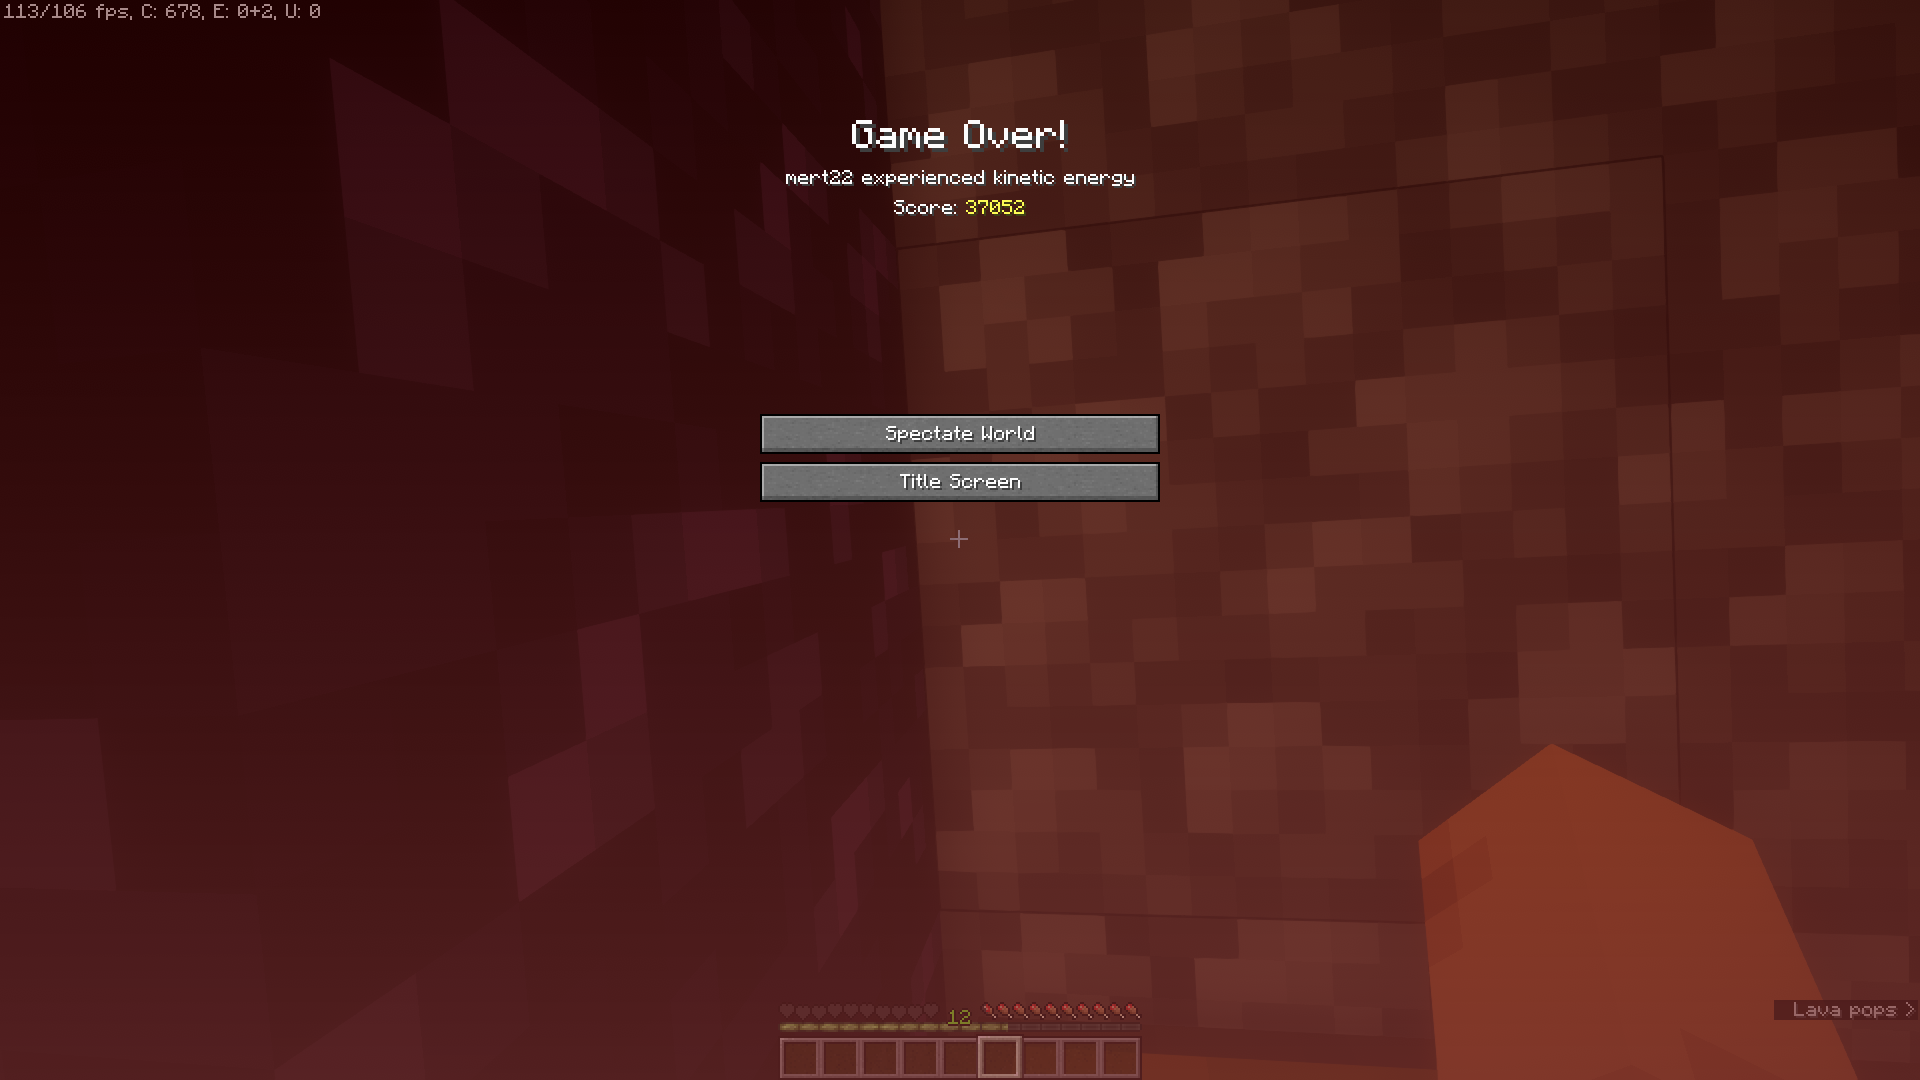 113/106 fps, C: 678, E: 0+2, U: 0
Game Over!
mert22 experienced kinetic energy
Score: 37052
Spectate World
Title Screen
12
Lava pops >